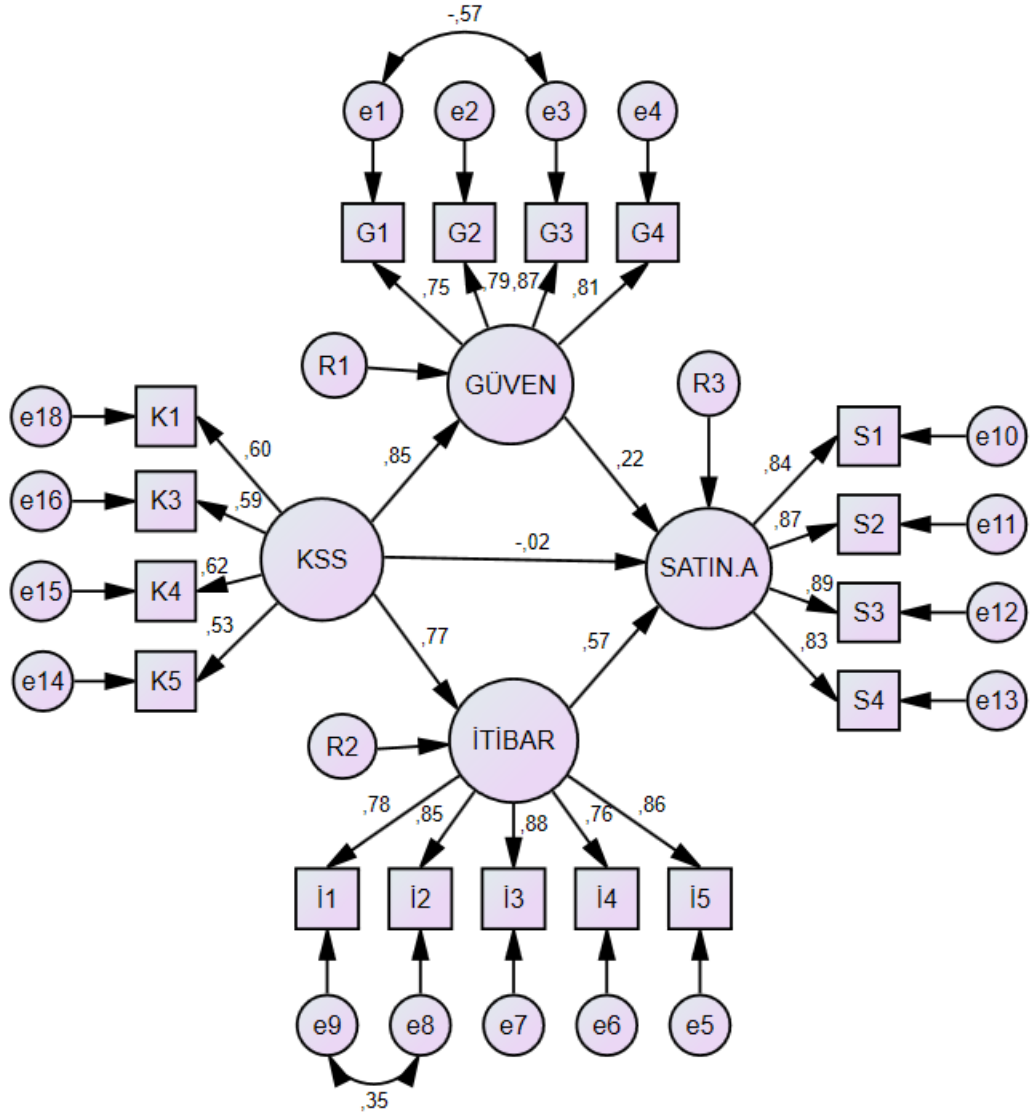 -,57
e1 e2 e3 e4
G1 G2 G3 G4
,75 ,79 ,87 ,81
R1 GÜVEN R3
e18 K1 S1 e10
,60 ,85 ,22 ,84
e16 K3 S2 e11
,59 ,87
KSS -,02 SATIN.A
e15 K4 ,62 ,89 S3 e12
,53 ,77 ,57 ,83
e14 K5 S4 e13
R2 İTİBAR
,78 ,85 ,88 ,76 ,86
İ1 İ2 İ3 İ4 İ5
e9 e8 e7 e6 e5
,35